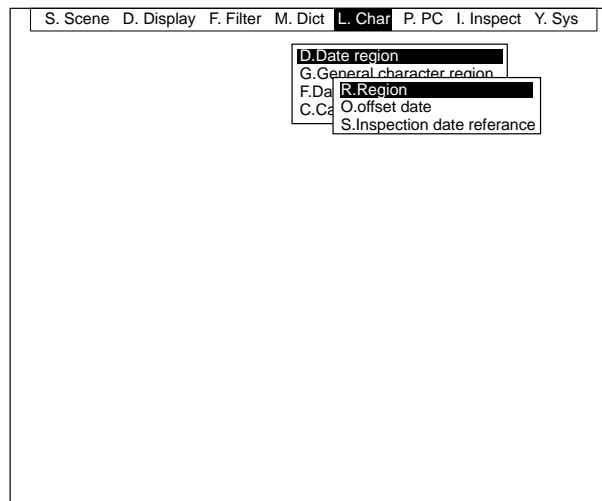 S. Scene D. Display F. Filter M. Dict L. Char P. PC I. Inspect Y. Sys
D.Date region
G.General character region
R.Region
O.offset date
S.Inspection date referance